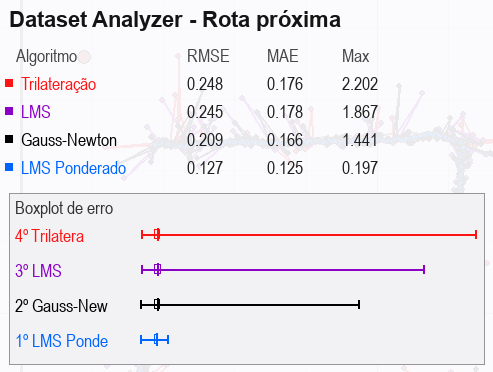 Dataset Analyzer - Rota próxima
Algoritmo RMSE MAE Max
Trilateração 0.248 0.176 2.202
LMS 0.245 0.178 1.867
Gauss-Newton 0.209 0.166 1.441
LMS Ponderado 0.127 0.125 0.197
Boxplot de erro
4º Trilatera
3º LMS
2º Gauss-New
1º LMS Ponde